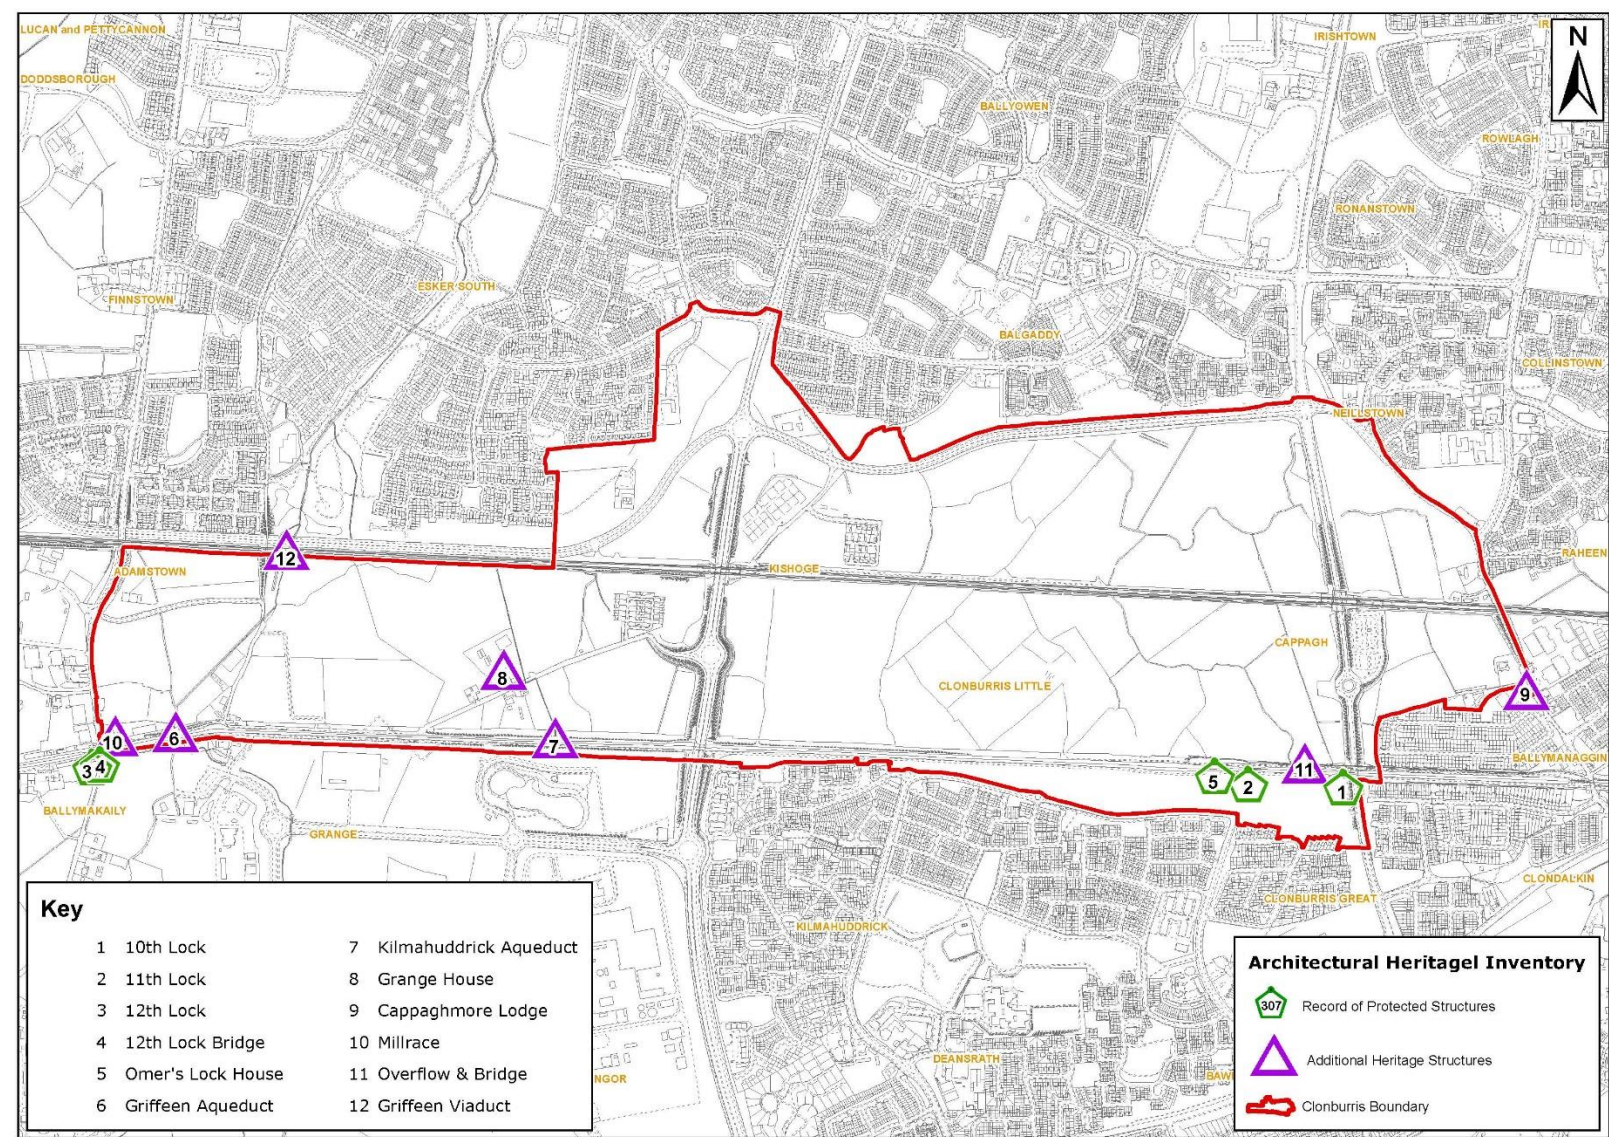 LUCAN and PETTYCANNON
IRISHTOWN
N
DODDSBOROUGH
BALLYOWEN
ROWLAGH
RONANSTOWN
ESKER SOUTH
FINNSTOWN
BALGADDY
COLLINSTOWN
NEILLSTOWN
RAHEEN
12
ADAMSTOWN
KISHOGE
CAPPAGH
8
CLONBURRIS LITTLE
9
10
6
7
BALLYMANAGGIN
3
4
5
2
11
1
BALLYMAKAILY
GRANGE
CLONDALKIN
CLONBURRIS GREAT
KILMAHUDDRICK
DEANSRATH
NGOR
BAW
Key
1 10th Lock
2 11th Lock
3 12th Lock
4 12th Lock Bridge
5 Omer's Lock House
6 Griffeen Aqueduct
7 Kilmahuddrick Aqueduct
8 Grange House
9 Cappaghmore Lodge
10 Millrace
11 Overflow & Bridge
12 Griffeen Viaduct
Architectural Heritagel Inventory
307 Record of Protected Structures
Additional Heritage Structures
Clonburris Boundary